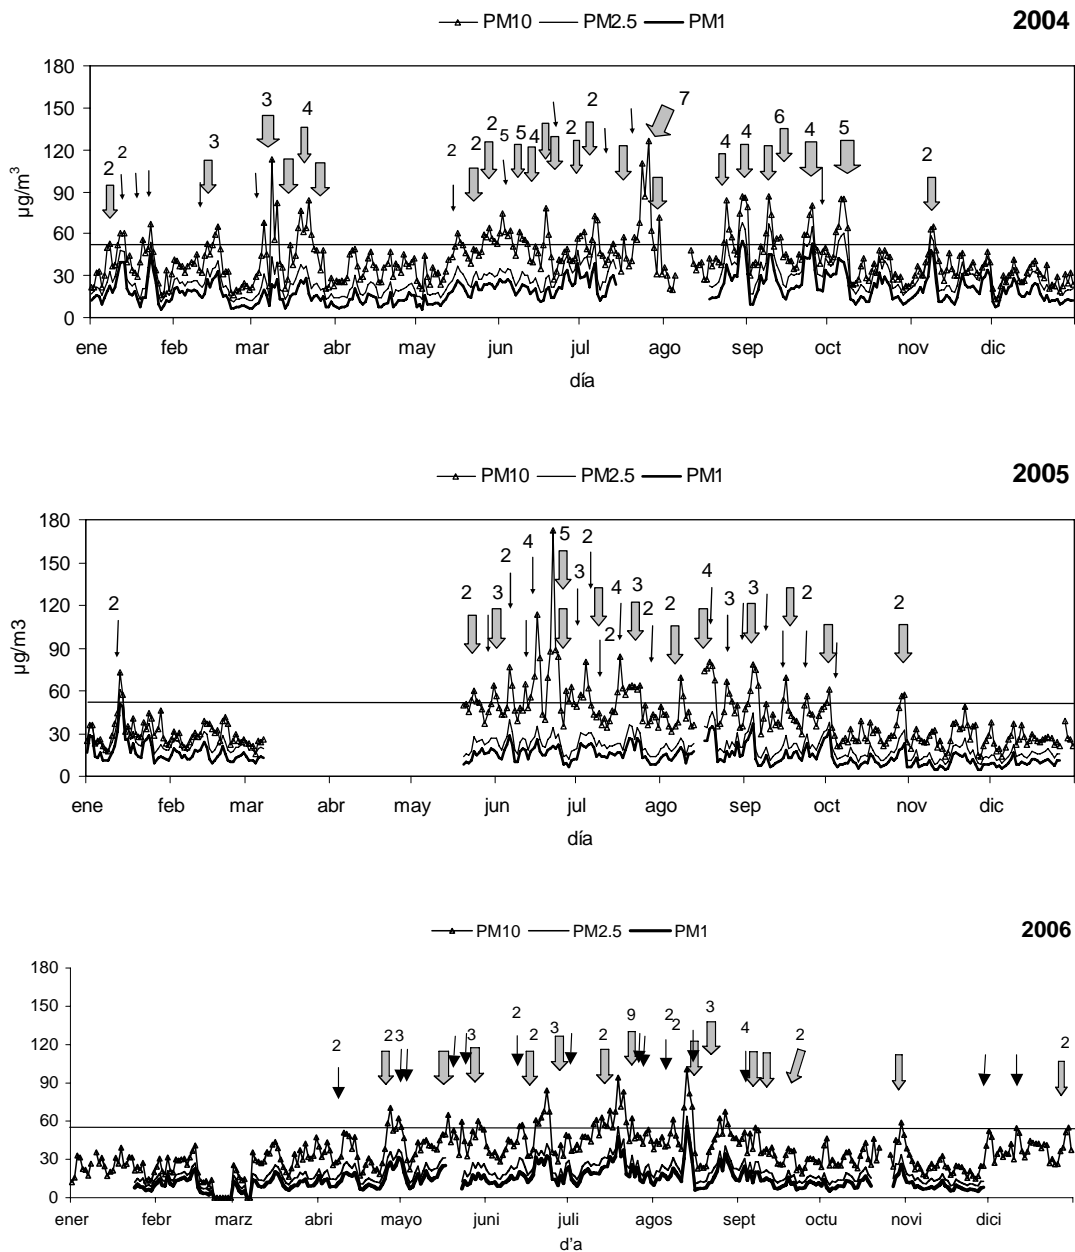 PM10 PM2.5 PM1
2004
µg/m³
180
150
120
90
60
30
0
2 2 3 3 4 2 2 2 5 5 4 2 2 7 4 4 6 4 5 2
ene feb mar abr may jun jul ago sep oct nov dic
día
PM10 PM2.5 PM1
2005
µg/m3
180
150
120
90
60
30
0
2 2 3 2 4 5 3 2 2 4 3 2 2 4 3 3 2 2
ene feb mar abr may jun jul ago sep oct nov dic
día
PM10 PM2.5 PM1
2006
180
150
120
90
60
30
0
2 2 3 3 2 2 3 2 9 2 2 3 4 2 2
ener febr marz abri mayo juni juli agos sept octu novi dici
d'a